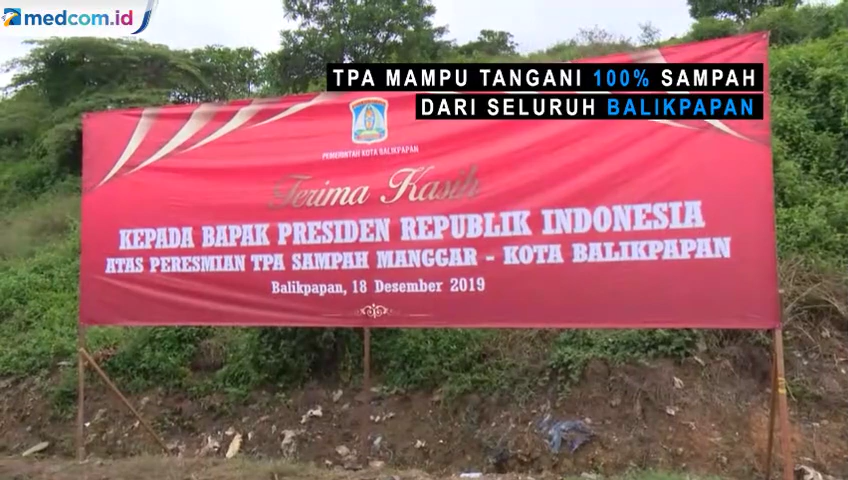 medcom.id
TPA MAMPU TANGANI 100% SAMPAH
DARI SELURUH BALIKPAPAN
PEMERINTAH KOTA BALIKPAPAN
Terima Kasih
KEPADA BAPAK PRESIDEN REPUBLIK INDONESIA
ATAS PERESMIAN TPA SAMPAH MANGGAR - KOTA BALIKPAPAN
Balikpapan, 18 Desember 2019